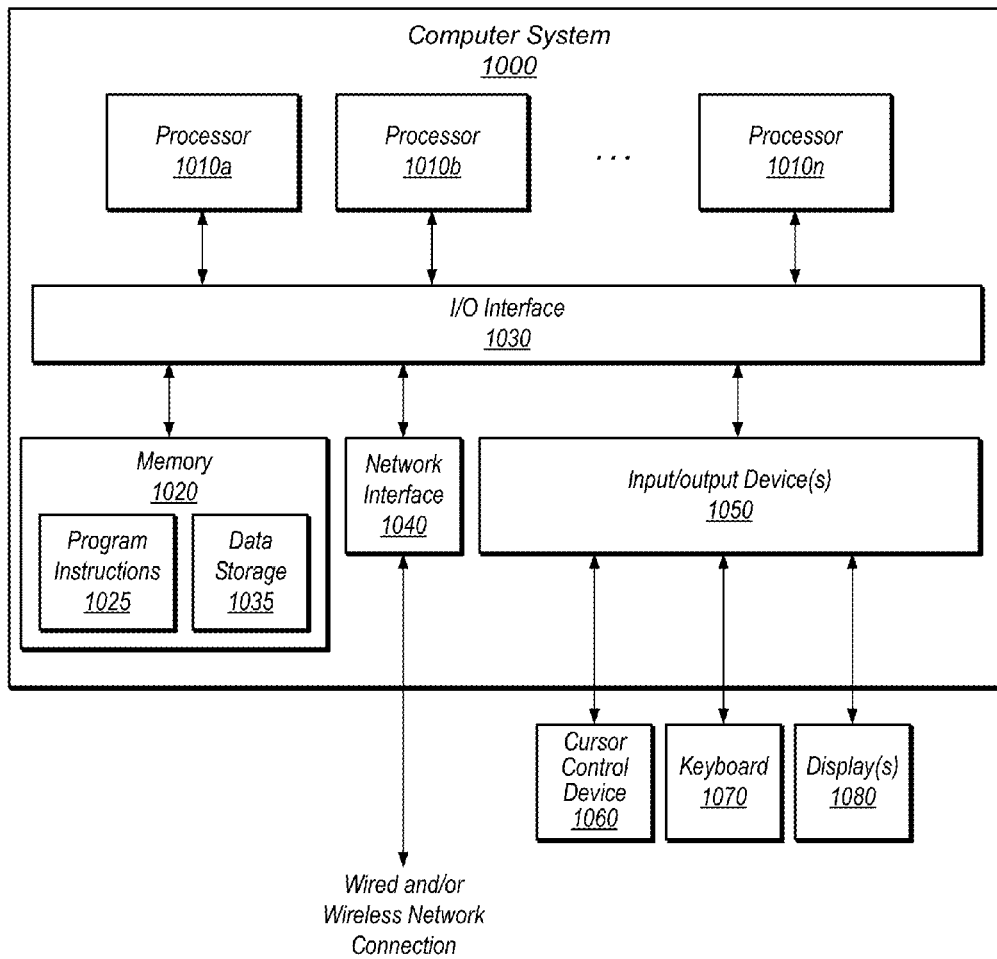 Computer System
1000
Processor
1010a
Processor
1010b
. . .
Processor
1010n
I/O Interface
1030
Memory
1020
Program
Instructions
1025
Data
Storage
1035
Network
Interface
1040
Input/output Device(s)
1050
Cursor
Control
Device
1060
Keyboard
1070
Display(s)
1080
Wired and/or
Wireless Network
Connection